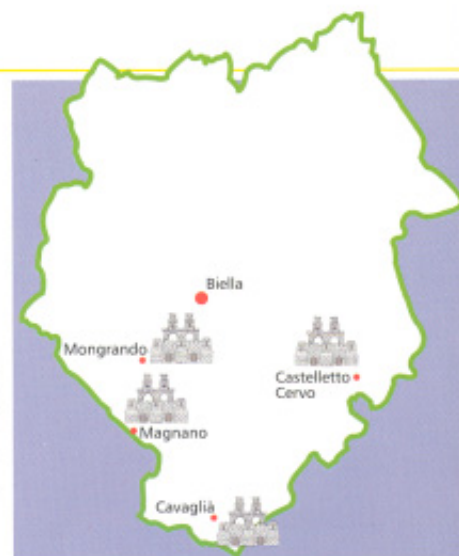 Biella
Mongrando
Castelletto
Cervo
Magnano
Cavaglià